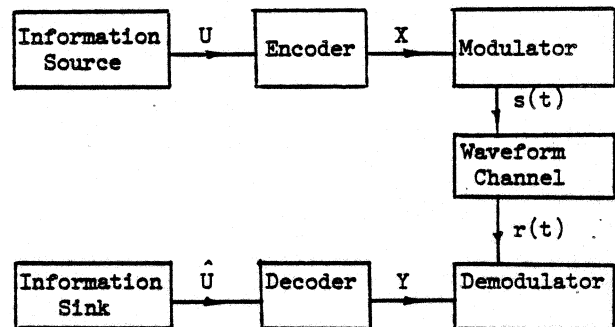 Information
Source
U
Encoder
X
Modulator
s(t)
Waveform
Channel
r(t)
Information
Sink
Û
Decoder
Y
Demodulator